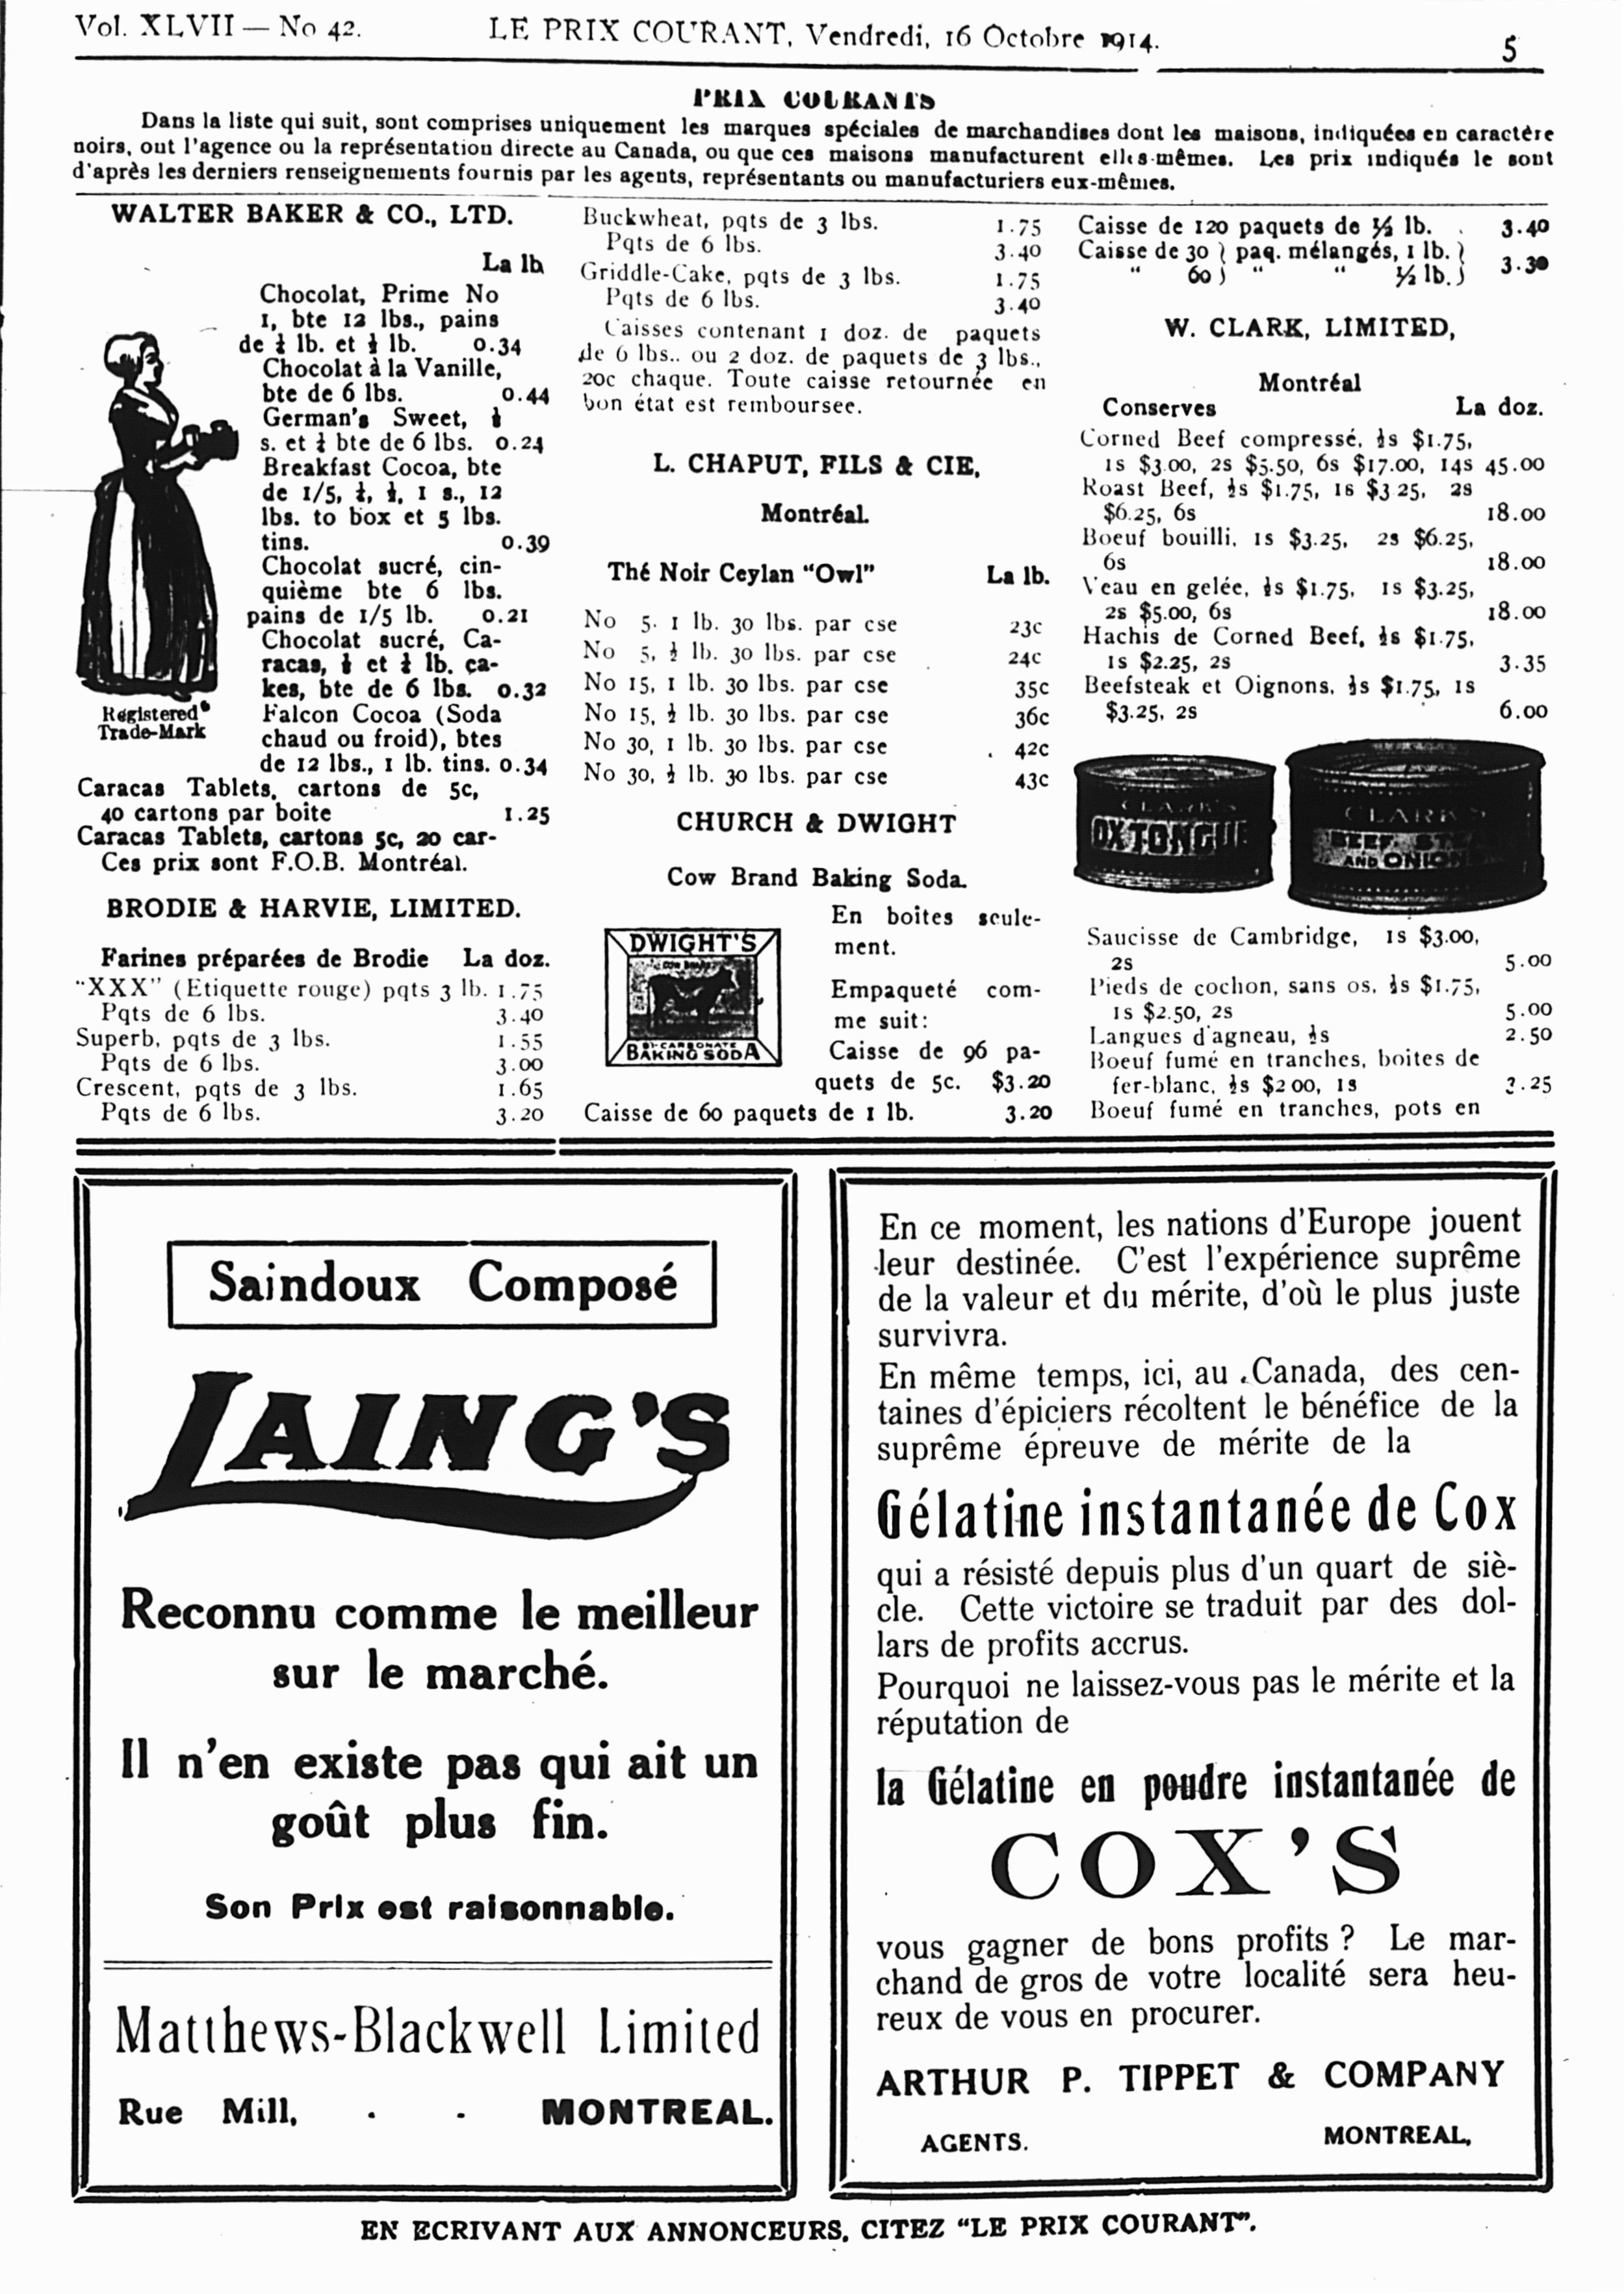 Vol. XLVII — No 42.
LE PRIX COURANT, Vendredi, 16 Octobre 1914.
5
PRIX COURANTS
Dans la liste qui suit, sont comprises uniquement les marques spéciales de marchandises dont les maisons, indiquées en caractère
noirs, ont l'agence ou la représentation directe au Canada, ou que ces maisons manufacturent elles-mêmes. Les prix indiqués le sont
d'après les derniers renseignements fournis par les agents, représentants ou manufacturiers eux-mêmes.
WALTER BAKER & CO., LTD.
La lb
Chocolat, Prime No
1, bte 12 lbs., pains
de ¼ lb. et ½ lb. 0.34
Chocolat à la Vanille,
bte de 6 lbs. 0.44
German's Sweet,
s. et bte de 6 lbs. 0.24
Breakfast Cocoa, bte
de 1/5, ¼, ½, 1 s., 12
lbs. to box et 5 lbs.
tins. 0.39
Chocolat sucré, cin-
quième bte 6 lbs.
pains de 1/5 lb. 0.21
Chocolat sucré, Ca-
racas, et lb. ca-
kes, bte de 6 lbs. 0.32
Falcon Cocoa (Soda
chaud ou froid), btes
de 12 lbs., 1 lb. tins. 0.34
Registered
Trade-Mark
Caracas Tablets, cartons de 5c,
40 cartons par boite 1.25
Caracas Tablets, cartons 5c, 20 car-
Ces prix sont F.O.B. Montréal.
BRODIE & HARVIE, LIMITED.
Farines préparées de Brodie La doz.
"XXX" (Etiquette rouge) pqts 3 lb. 1.75
Pqts de 6 lbs. 3.40
Superb, pqts de 3 lbs. 1.55
Pqts de 6 lbs. 3.00
Crescent, pqts de 3 lbs. 1.65
Pqts de 6 lbs. 3.20
Buckwheat, pqts de 3 lbs. 1.75
Pqts de 6 lbs. 3.40
Griddle-Cake, pqts de 3 lbs. 1.75
Pqts de 6 lbs. 3.40
Caisses contenant 1 doz. de paquets
de 6 lbs.. ou 2 doz. de paquets de 3 lbs.,
20c chaque. Toute caisse retournée en
bon état est remboursee.
L. CHAPUT, FILS & CIE,
Montréal.
Thé Noir Ceylan "Owl" La lb.
No 5. 1 lb. 30 lbs. par cse 23c
No 5, ½ lb. 30 lbs. par cse 24c
No 15, 1 lb. 30 lbs. par cse 35c
No 15, ½ lb. 30 lbs. par cse 36c
No 30, 1 lb. 30 lbs. par cse 42c
No 30, ½ lb. 30 lbs. par cse 43c
CHURCH & DWIGHT
Cow Brand Baking Soda.
DWIGHT'S
COW BRAND
BI-CARBONATE
BAKING SODA
En boites seule-
ment.
Empaqueté com-
me suit:
Caisse de 96 pa-
quets de 5c. $3.20
Caisse de 60 paquets de 1 lb. 3.20
Caisse de 120 paquets de ½ lb. 3.40
Caisse de 30 } paq. mélangés, 1 lb. }
" 60 } " " ½ lb. } 3.30
W. CLARK, LIMITED,
Montréal
Conserves La doz.
Corned Beef compressé, ½s $1.75,
1s $3.00, 2s $5.50, 6s $17.00, 14s 45.00
Roast Beef, ½s $1.75, 1s $3.25, 2s
$6.25, 6s 18.00
Boeuf bouilli, 1s $3.25, 2s $6.25,
6s 18.00
Veau en gelée, ½s $1.75, 1s $3.25,
2s $5.00, 6s 18.00
Hachis de Corned Beef, ½s $1.75,
1s $2.25, 2s 3.35
Beefsteak et Oignons, ½s $1.75, 1s
$3.25, 2s 6.00
CLARK'S
OX TONGUE
CLARK'S
BEEF STEAK
AND ONIONS
Saucisse de Cambridge, 1s $3.00,
2s 5.00
Pieds de cochon, sans os, ½s $1.75,
1s $2.50, 2s 5.00
Langues d'agneau, ½s 2.50
Boeuf fumé en tranches, boites de
fer-blanc, ½s $2 00, 1s .25
Boeuf fumé en tranches, pots en
Saindoux Composé
LAING'S
Reconnu comme le meilleur
sur le marché.
Il n'en existe pas qui ait un
goût plus fin.
Son Prix est raisonnable.
Matthews-Blackwell Limited
Rue Mill, - - MONTREAL.
En ce moment, les nations d'Europe jouent
leur destinée. C'est l'expérience suprême
de la valeur et du mérite, d'où le plus juste
survivra.
En même temps, ici, au Canada, des cen-
taines d'épiciers récoltent le bénéfice de la
suprême épreuve de mérite de la
Gélatine instantanée de Cox
qui a résisté depuis plus d'un quart de siè-
cle. Cette victoire se traduit par des dol-
lars de profits accrus.
Pourquoi ne laissez-vous pas le mérite et la
réputation de
la Gélatine en poudre instantanée de
COX'S
vous gagner de bons profits ? Le mar-
chand de gros de votre localité sera heu-
reux de vous en procurer.
ARTHUR P. TIPPET & COMPANY
AGENTS. MONTREAL,
EN ECRIVANT AUX ANNONCEURS, CITEZ "LE PRIX COURANT".